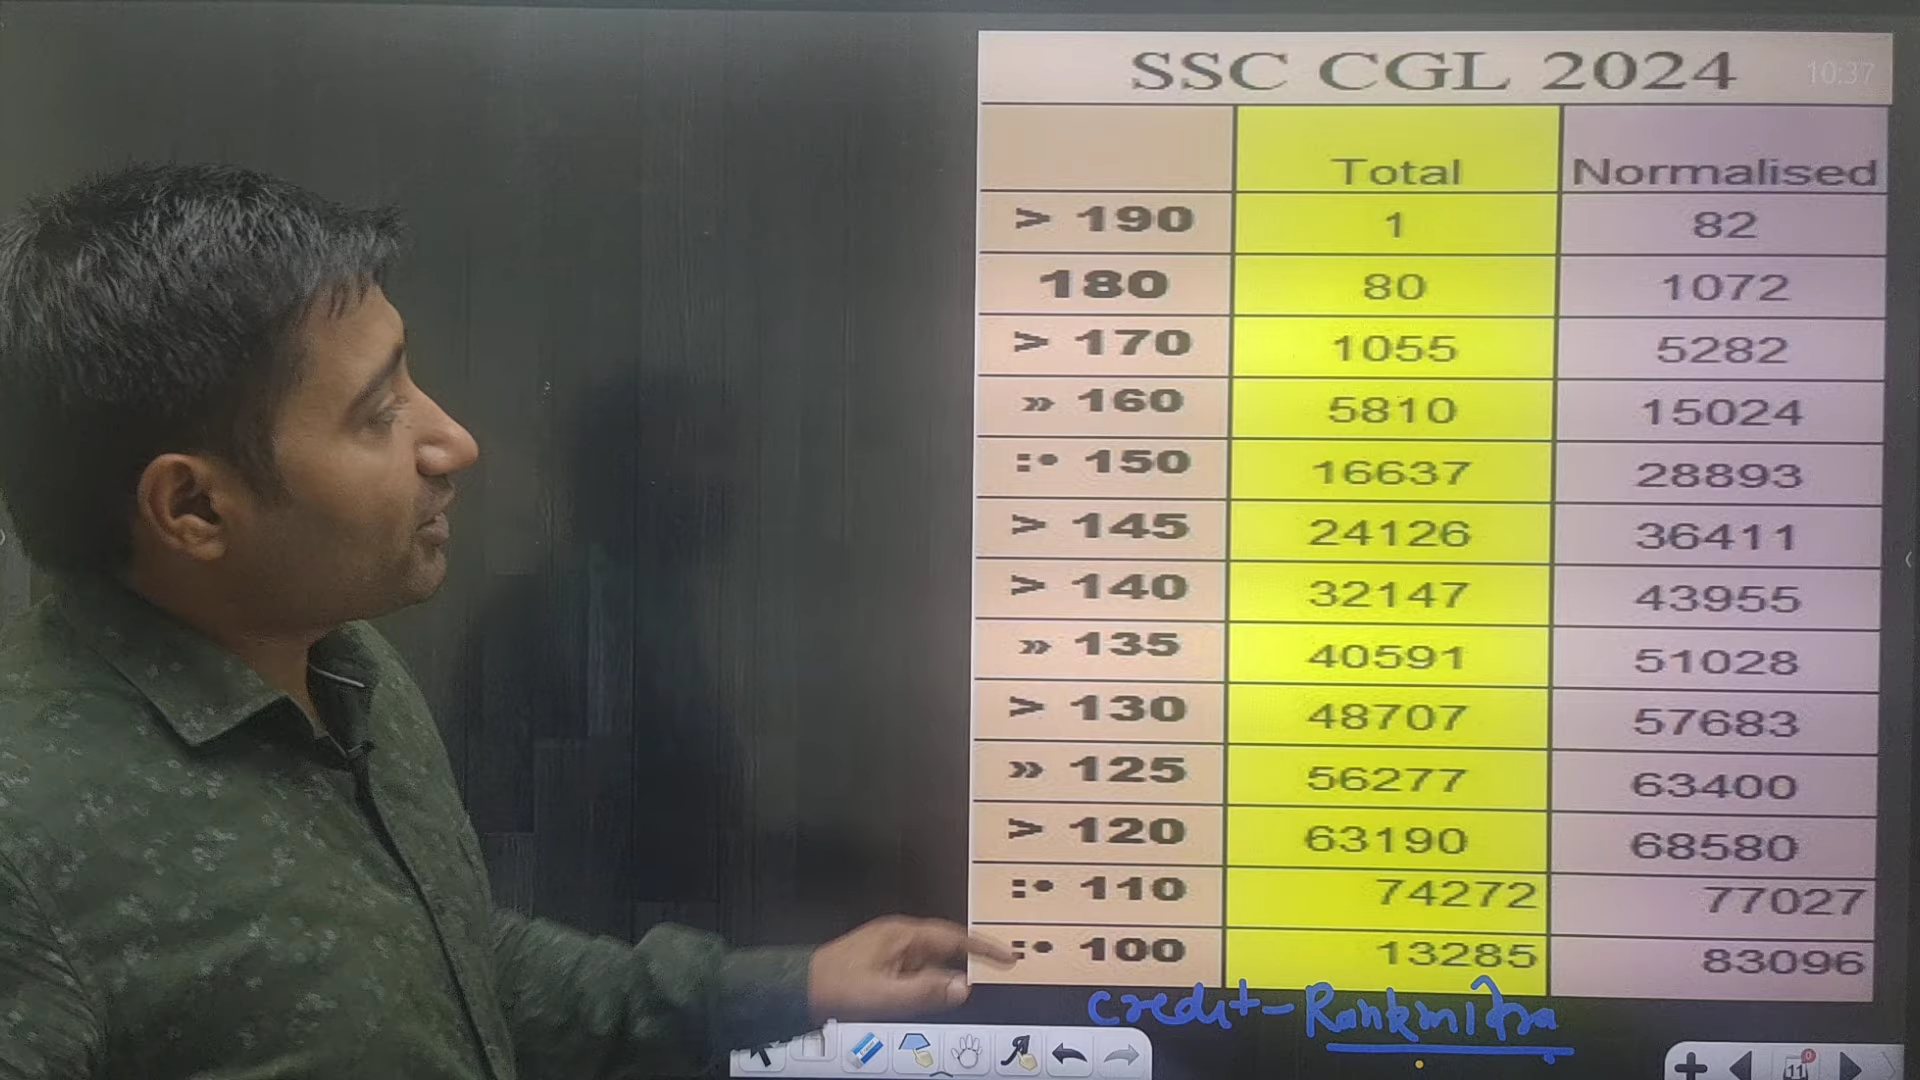 SSC CGL 2024
10:37
Total Normalised
> 190 1 82
180 80 1072
> 170 1055 5282
» 160 5810 15024
:• 150 16637 28893
> 145 24126 36411
> 140 32147 43955
» 135 40591 51028
> 130 48707 57683
» 125 56277 63400
> 120 63190 68580
:• 110 74272 77027
:• 100 13285 83096
Credit - Rankmitra
11 0